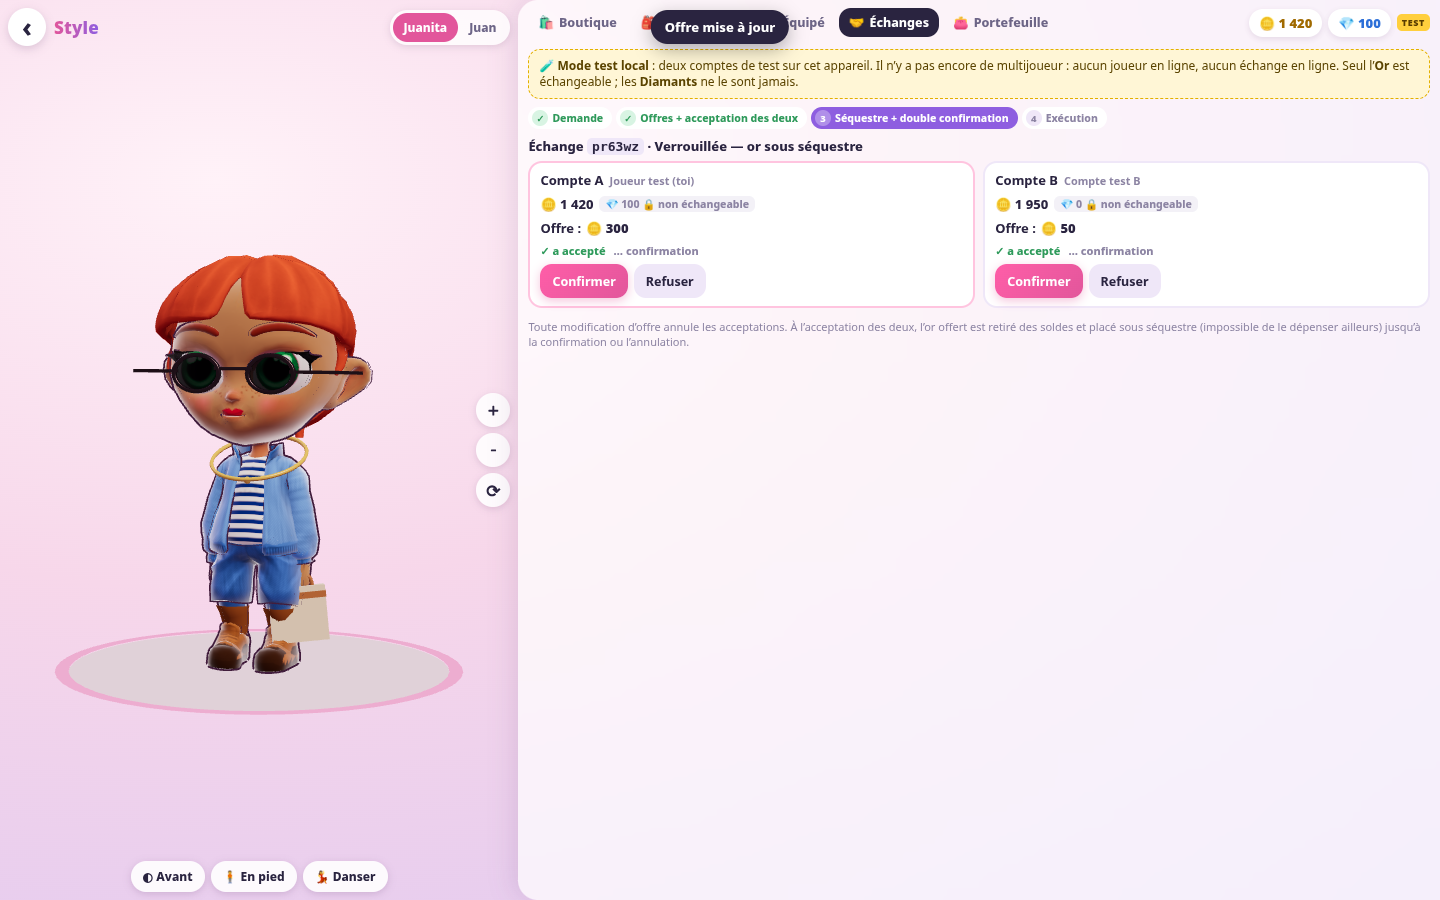 Style
Juanita
Juan
Boutique
Offre mise à jour
quipé
Échanges
Portefeuille
1 420
100
TEST
Mode test local : deux comptes de test sur cet appareil. Il n’y a pas encore de multijoueur : aucun joueur en ligne, aucun échange en ligne. Seul l’Or est
échangeable ; les Diamants ne le sont jamais.
✓ Demande
✓ Offres + acceptation des deux
3 Séquestre + double confirmation
4 Exécution
Échange pr63wz · Verrouillée — or sous séquestre
Compte A Joueur test (toi)
1 420 100 non échangeable
Offre : 300
✓ a accepté … confirmation
Confirmer
Refuser
Compte B Compte test B
1 950 0 non échangeable
Offre : 50
✓ a accepté … confirmation
Confirmer
Refuser
Toute modification d’offre annule les acceptations. À l’acceptation des deux, l’or offert est retiré des soldes et placé sous séquestre (impossible de le dépenser ailleurs) jusqu’à
la confirmation ou l’annulation.
+
-
Avant
En pied
Danser